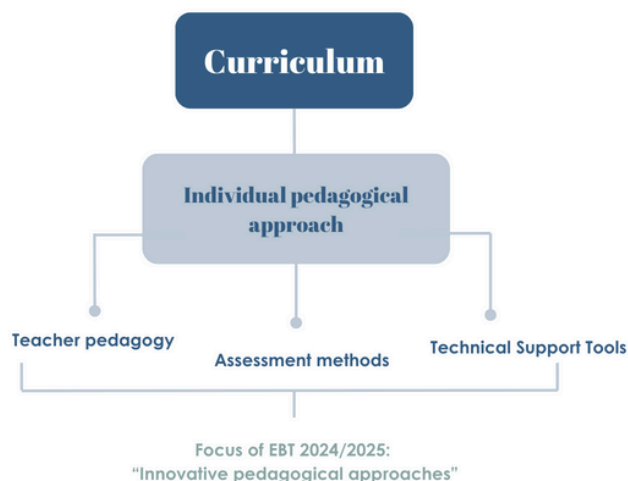 Curriculum
Individual pedagogical
approach
Teacher pedagogy
Assessment methods
Technical Support Tools
Focus of EBT 2024/2025:
“Innovative pedagogical approaches”